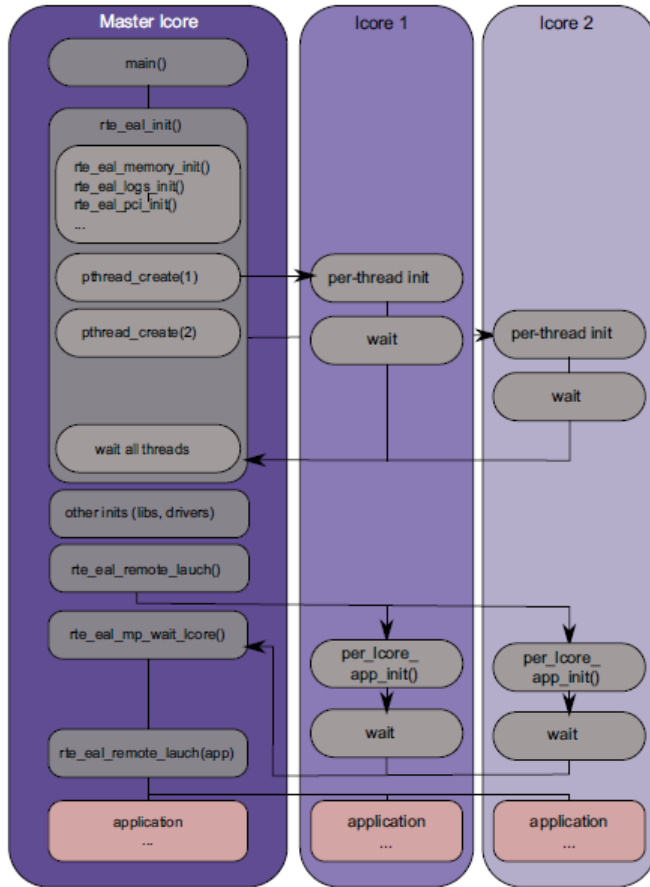 Master lcore
main()
rte_eal_init()
rte_eal_memory_init()
rte_eal_logs_init()
rte_eal_pci_init()
...
pthread_create(1)
pthread_create(2)
wait all threads
other inits (libs, drivers)
rte_eal_remote_lauch()
rte_eal_mp_wait_lcore()
rte_eal_remote_lauch(app)
application
...
lcore 1
per-thread init
wait
per_lcore_
app_init()
wait
application
...
lcore 2
per-thread init
wait
per_lcore_
app_init()
wait
application
...